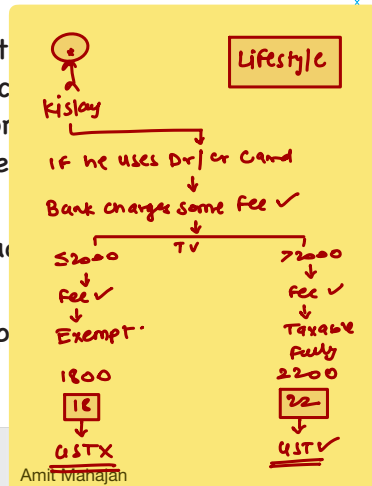 Lifestyle
Kislay
IF he uses Dr/Cr Card
Bank charges some Fee ✓
TV
≤2000 >2000
Fee ✓ Fee ✓
Exempt Taxable
Fully
1800 2200
18 22
GSTX GST✓
Amit Mahajan